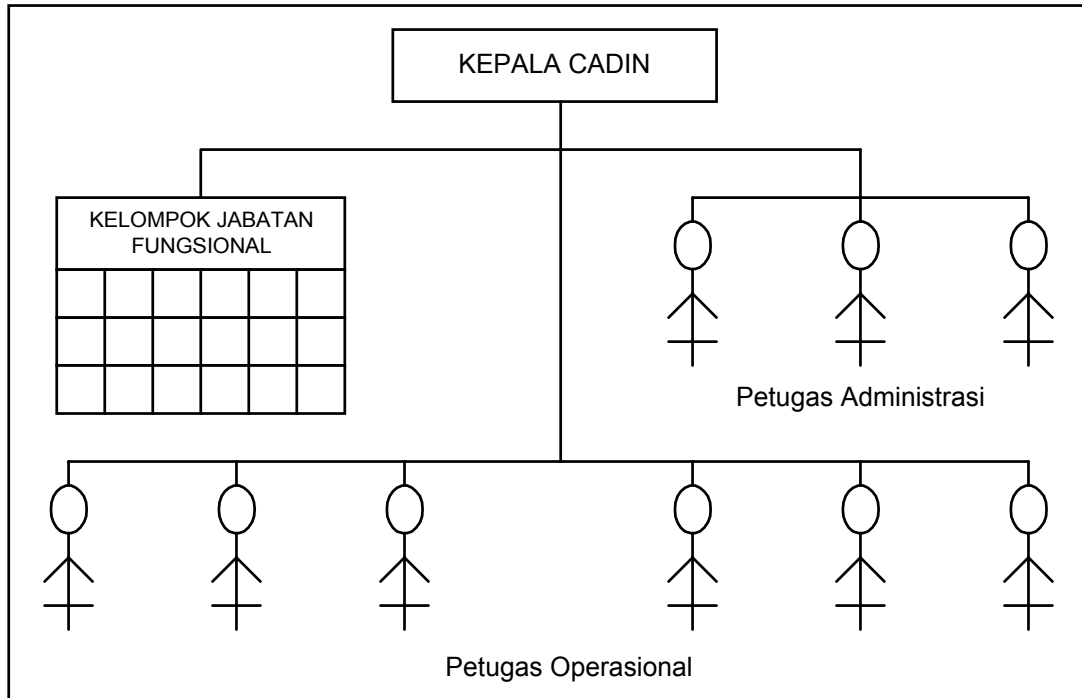 KEPALA CADIN
KELOMPOK JABATAN
FUNGSIONAL
Petugas Administrasi
Petugas Operasional